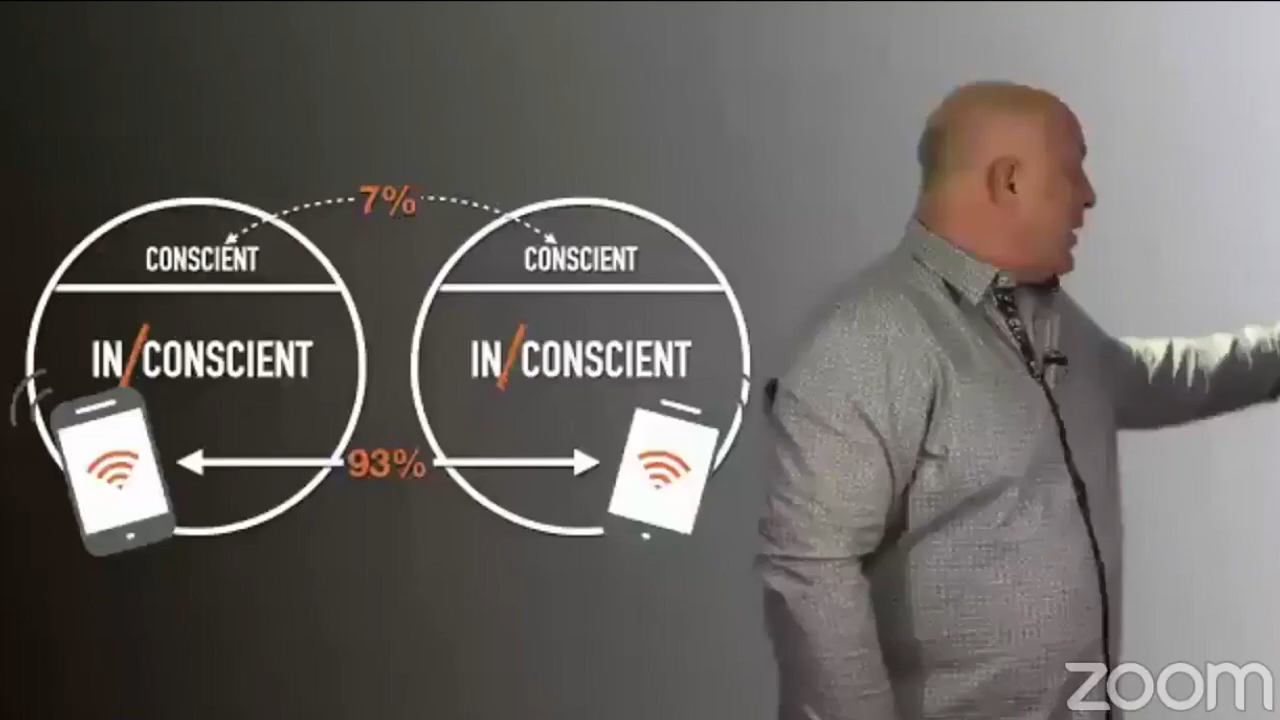 7%
CONSCIENT
CONSCIENT
IN/CONSCIENT
IN/CONSCIENT
93%
zoom